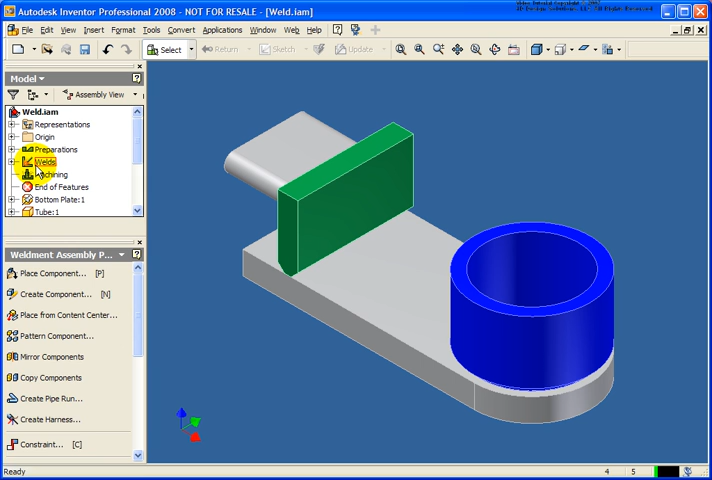 Autodesk Inventor Professional 2008 - NOT FOR RESALE - [Weld.iam]
File Edit View Insert Format Tools Convert Applications Window Web Help
Select Return Sketch Update
Model
Assembly View
Weld.iam
Representations
Origin
Preparations
Welds
Machining
End of Features
Bottom Plate:1
Tube:1
Weldment Assembly P...
Place Component... [P]
Create Component... [N]
Place from Content Center...
Pattern Component...
Mirror Components
Copy Components
Create Pipe Run...
Create Harness...
Constraint... [C]
Ready 4 5